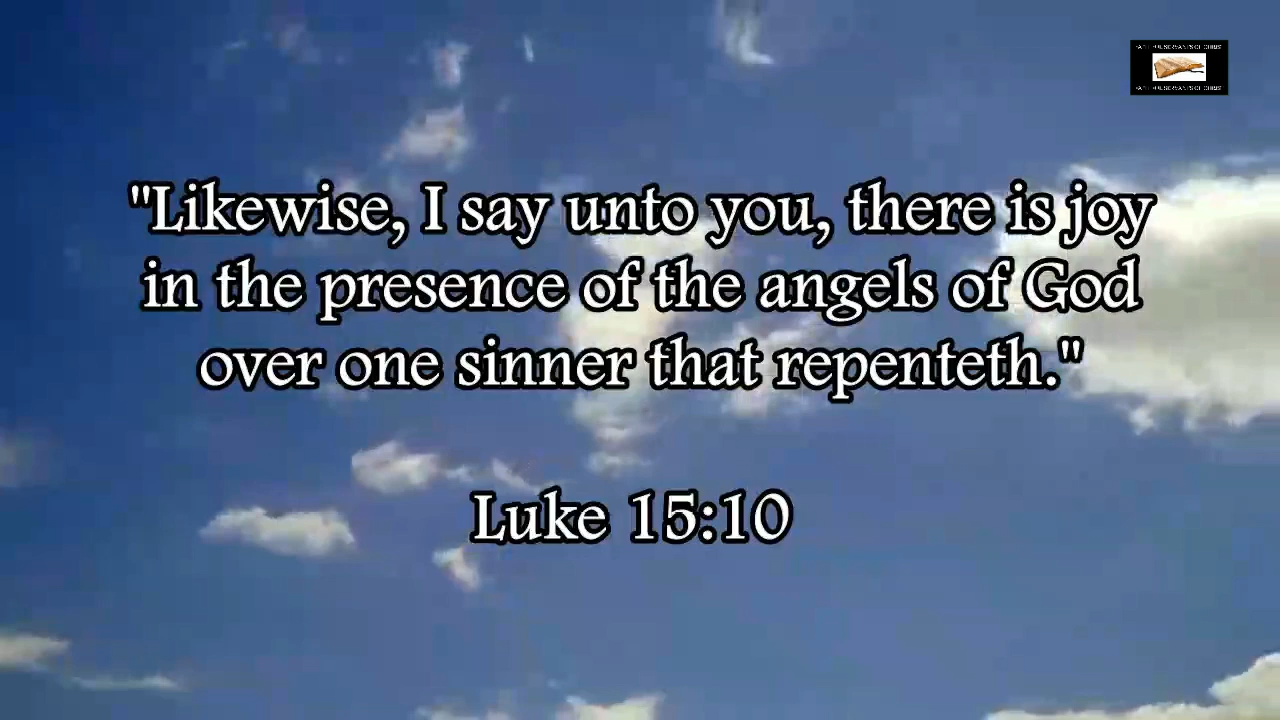 "Likewise, I say unto you, there is joy
in the presence of the angels of God
over one sinner that repenteth."
Luke 15:10